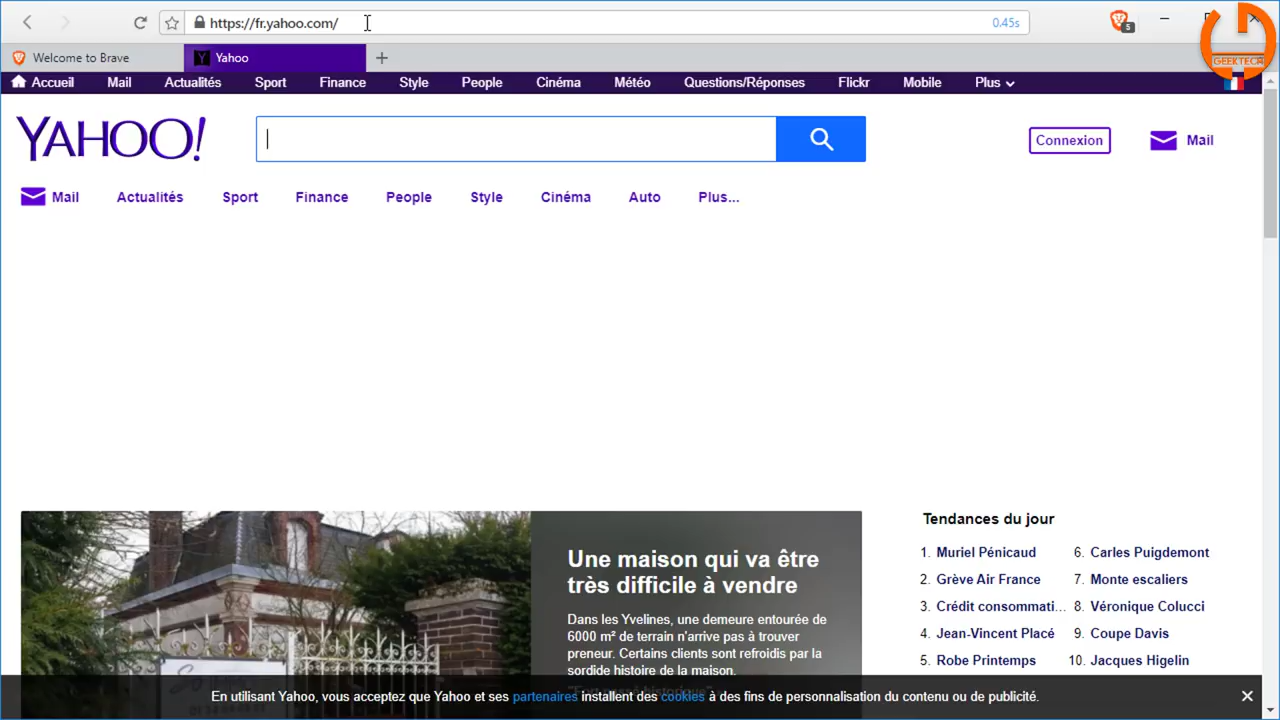 https://fr.yahoo.com/
0.45s
5
GEEKTECH
Welcome to Brave
Yahoo
Accueil Mail Actualités Sport Finance Style People Cinéma Météo Questions/Réponses Flickr Mobile Plus
YAHOO!
Connexion
Mail
Mail Actualités Sport Finance People Style Cinéma Auto Plus...
Une maison qui va être
très difficile à vendre
Dans les Yvelines, une demeure entourée de
6000 m² de terrain n'arrive pas à trouver
preneur. Certains clients sont refroidis par la
sordide histoire de la maison.
Tendances du jour
1. Muriel Pénicaud
2. Grève Air France
3. Crédit consommati...
4. Jean-Vincent Placé
5. Robe Printemps
6. Carles Puigdemont
7. Monte escaliers
8. Véronique Colucci
9. Coupe Davis
10. Jacques Higelin
En utilisant Yahoo, vous acceptez que Yahoo et ses partenaires installent des cookies à des fins de personnalisation du contenu ou de publicité.